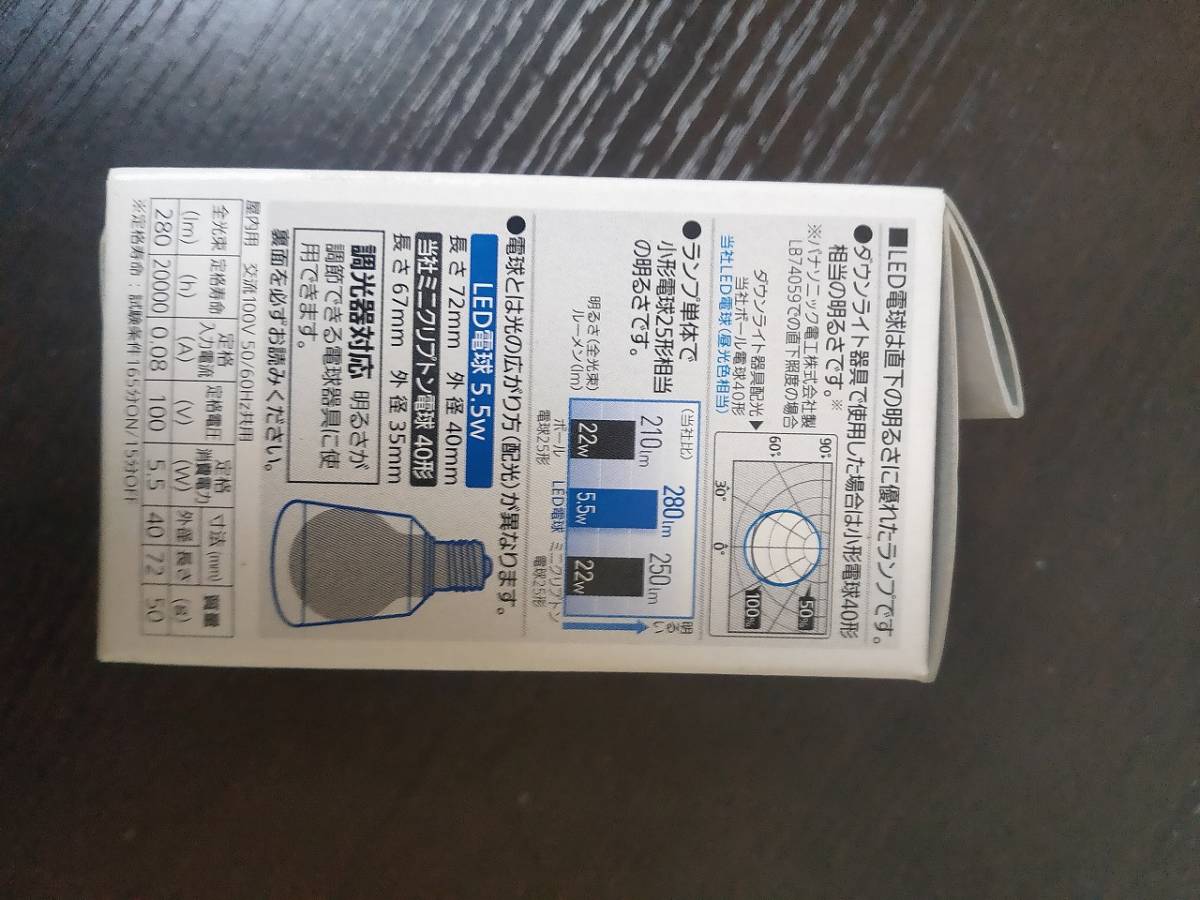 ■LED電球は直下の明るさに優れたランプです。
●ダウンライト器具で使用した場合は小形電球40形
相当の明るさです。※
※パナソニック電工株式会社製
LB74059での直下照度の場合
ダウンライト器具配光▶
当社ボール電球40形
当社LED電球(昼光色相当)
90°
60°
30°
0°
50%
100%
●ランプ単体で
小形電球25形相当
の明るさです。
明るさ(全光束)
ルーメン(lm)
(当社比)
210lm
280lm
250lm
22W
5.5W
22W
ボール
電球25形
LED電球
ミニクリプトン
電球25形
明るい
●電球とは光の広がり方(配光)が異なります。
LED電球 5.5W
長さ72mm 外径40mm
当社ミニクリプトン電球 40形
長さ67mm 外径35mm
調光器対応 明るさが
調節できる電球器具に使
用できます。
裏面を必ずお読みください。
屋内用 交流100V 50/60Hz共用
全光束 (lm) 定格寿命 (h) 定格入力電流 (A) 定格電圧 (V) 定格消費電力 (W) 寸法(mm) 外径 長さ 質量 (g)
280 20000 0.08 100 5.5 40 72 50
※定格寿命:試験条件165分ON/15分OFF